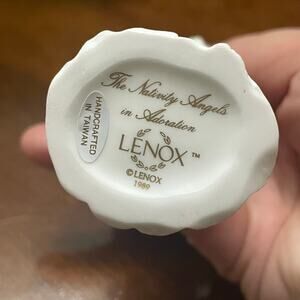 The Nativity Angels
in Adoration
LENOX™
© LENOX
1989
HANDCRAFTED
IN TAIWAN